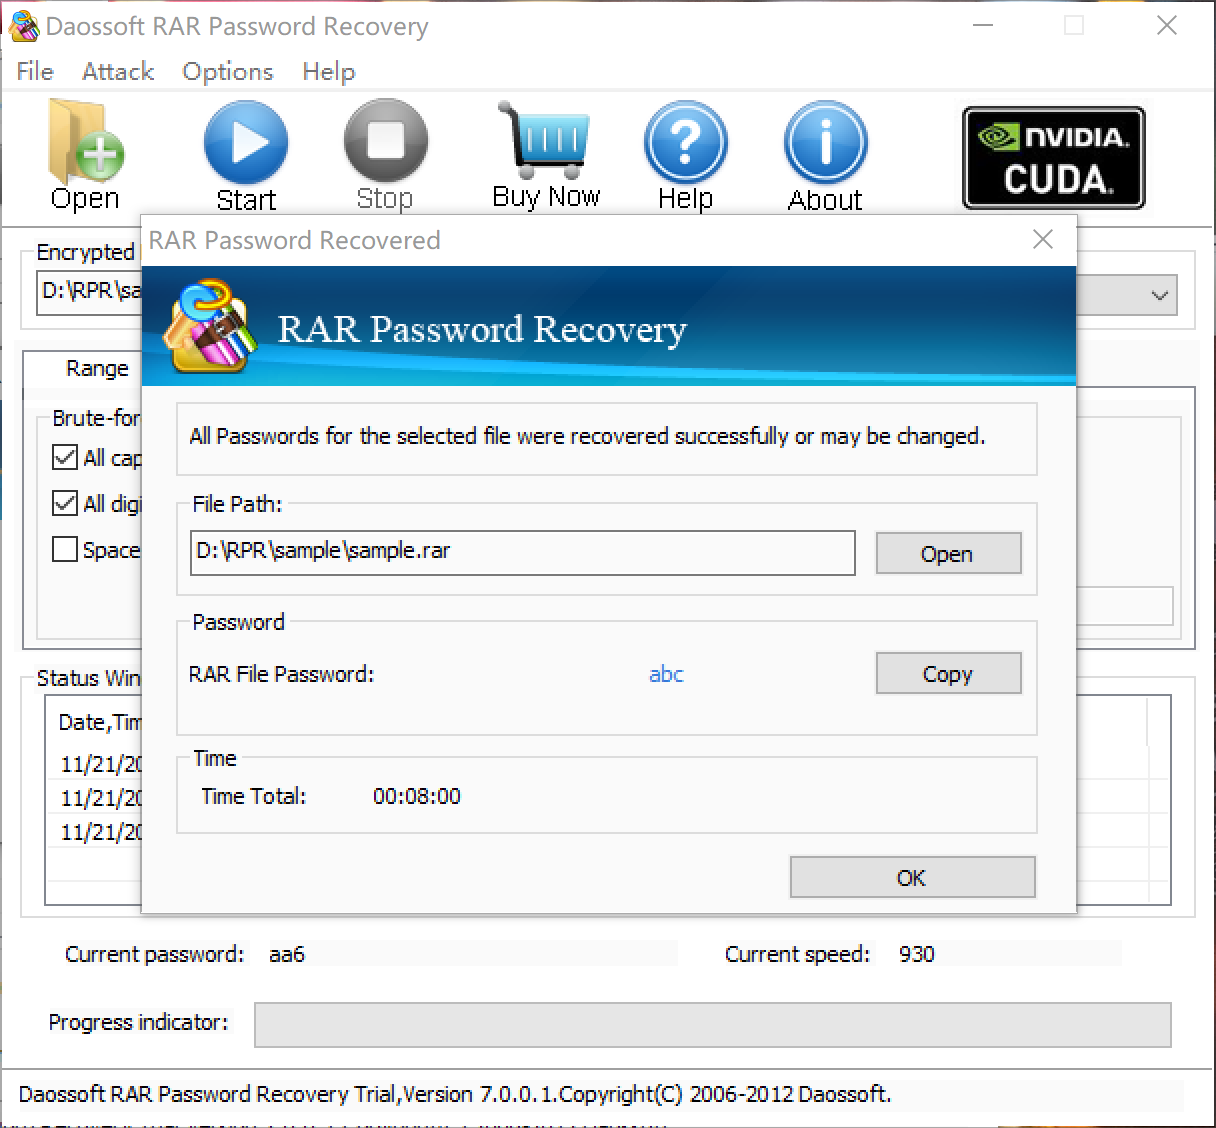 Daossoft RAR Password Recovery
File Attack Options Help
Open Start Stop Buy Now Help About
NVIDIA.
CUDA.
RAR Password Recovered
Encrypted
D:\RPR\sa
RAR Password Recovery
Range
Brute-for
All cap
All digi
Space
All Passwords for the selected file were recovered successfully or may be changed.
File Path:
D:\RPR\sample\sample.rar Open
Password
RAR File Password: abc Copy
Status Win
Date,Tim
11/21/20
11/21/20
11/21/20
Time
Time Total: 00:08:00
OK
Current password: aa6 Current speed: 930
Progress indicator:
Daossoft RAR Password Recovery Trial,Version 7.0.0.1.Copyright(C) 2006-2012 Daossoft.